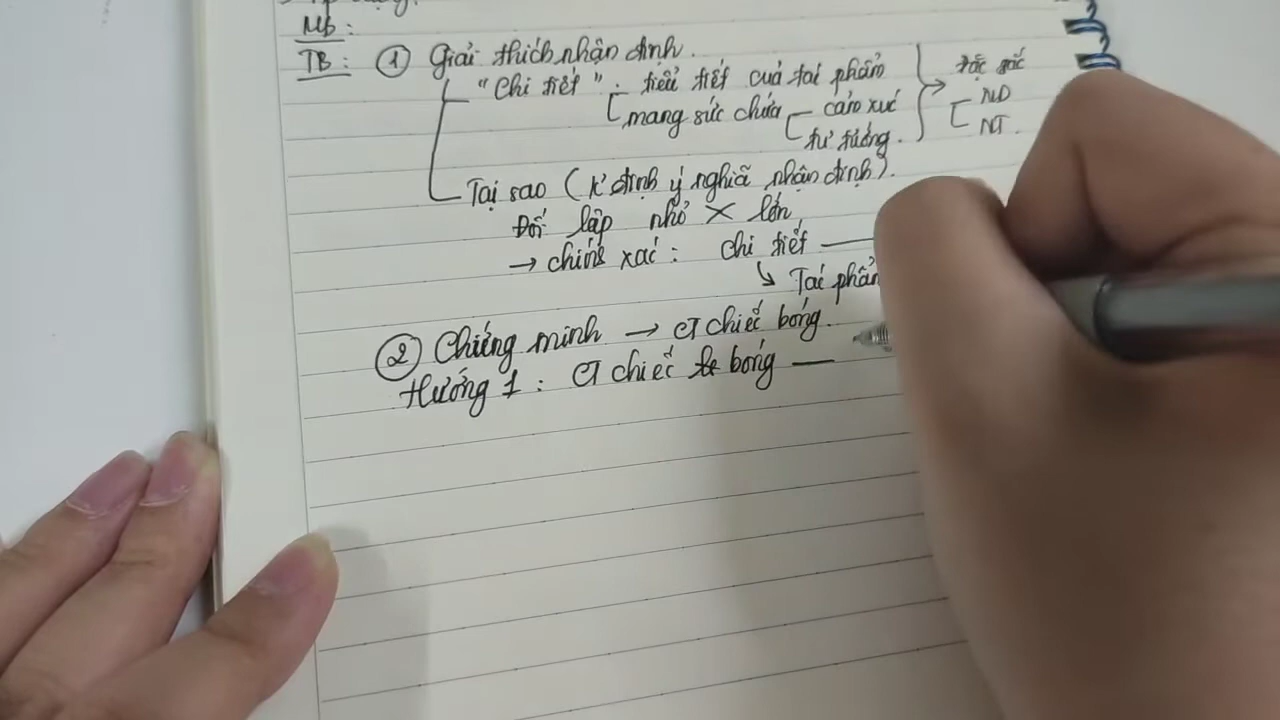 MB:
TB: ① Giải thích nhận định.
"Chi tiết": tiểu tiết của tác phẩm
mang sức chứa cảm xúc
tư tưởng.
đặc sắc
ND
NT.
Tại sao (k° định ý nghĩa nhận định).
Đối lập nhỏ X lớn
→ chính xác: chi tiết —
↳ Tác phẩm
② Chứng minh → CT chiếc bóng.
Hướng 1: CT chiếc bóng —